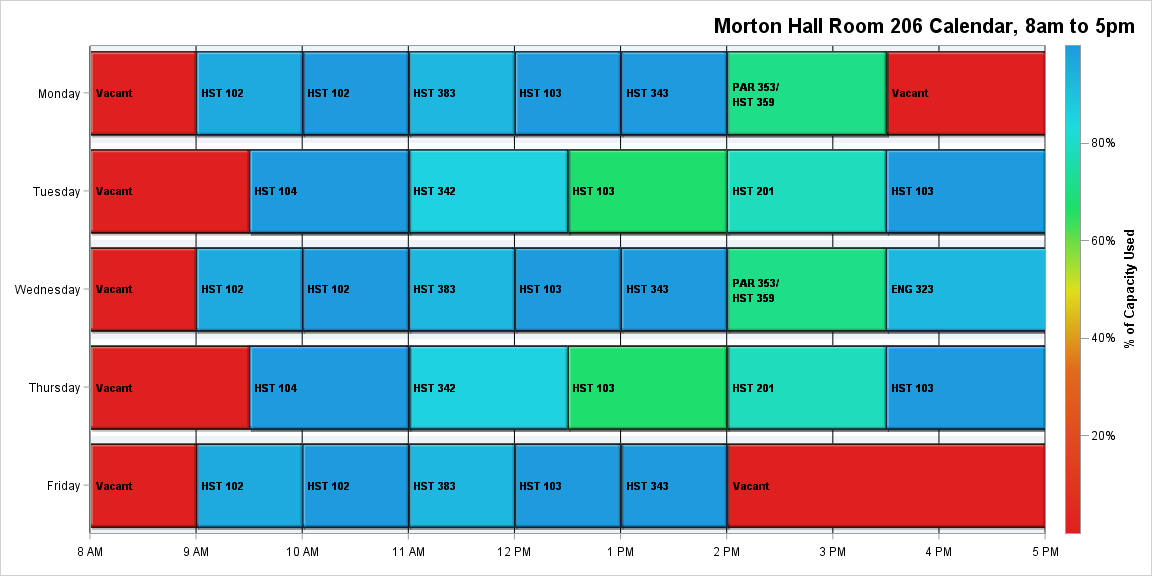 Morton Hall Room 206 Calendar, 8am to 5pm
Monday
Vacant
HST 102
HST 102
HST 383
HST 103
HST 343
PAR 353/
HST 359
Vacant
Tuesday
Vacant
HST 104
HST 342
HST 103
HST 201
HST 103
Wednesday
Vacant
HST 102
HST 102
HST 383
HST 103
HST 343
PAR 353/
HST 359
ENG 323
Thursday
Vacant
HST 104
HST 342
HST 103
HST 201
HST 103
Friday
Vacant
HST 102
HST 102
HST 383
HST 103
HST 343
Vacant
8 AM
9 AM
10 AM
11 AM
12 PM
1 PM
2 PM
3 PM
4 PM
5 PM
80%
60%
40%
20%
% of Capacity Used